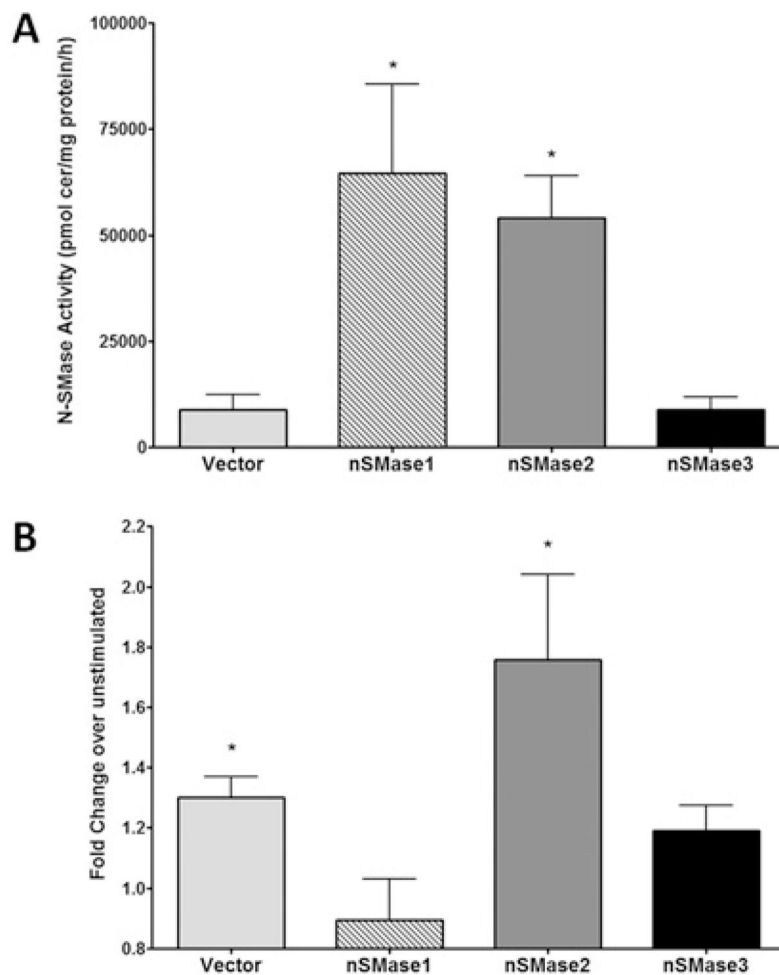 A
N-SMase Activity (pmol cer/mg protein/h)
100000
75000
50000
25000
0
*
*
Vector nSMase1 nSMase2 nSMase3
B
Fold Change over unstimulated
2.2
2.0
1.8
1.6
1.4
1.2
1.0
0.8
*
*
Vector nSMase1 nSMase2 nSMase3